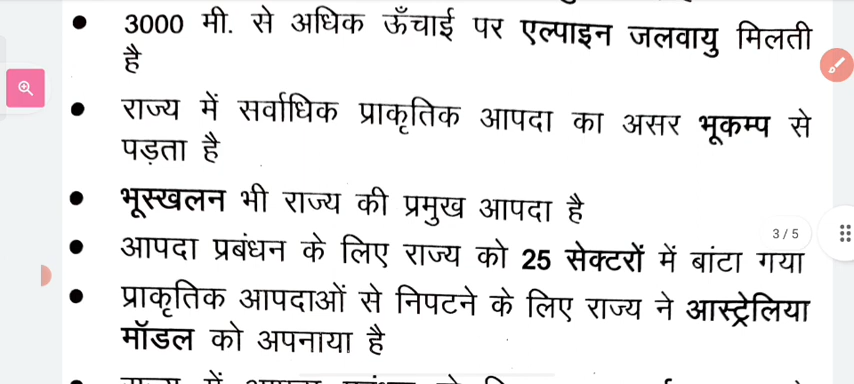 3000 मी. से अधिक ऊँचाई पर एल्पाइन जलवायु मिलती
है
राज्य में सर्वाधिक प्राकृतिक आपदा का असर भूकम्प से
पड़ता है
भूस्खलन भी राज्य की प्रमुख आपदा है
3 / 5
आपदा प्रबंधन के लिए राज्य को 25 सेक्टरों में बांटा गया
प्राकृतिक आपदाओं से निपटने के लिए राज्य ने आस्ट्रेलिया
मॉडल को अपनाया है